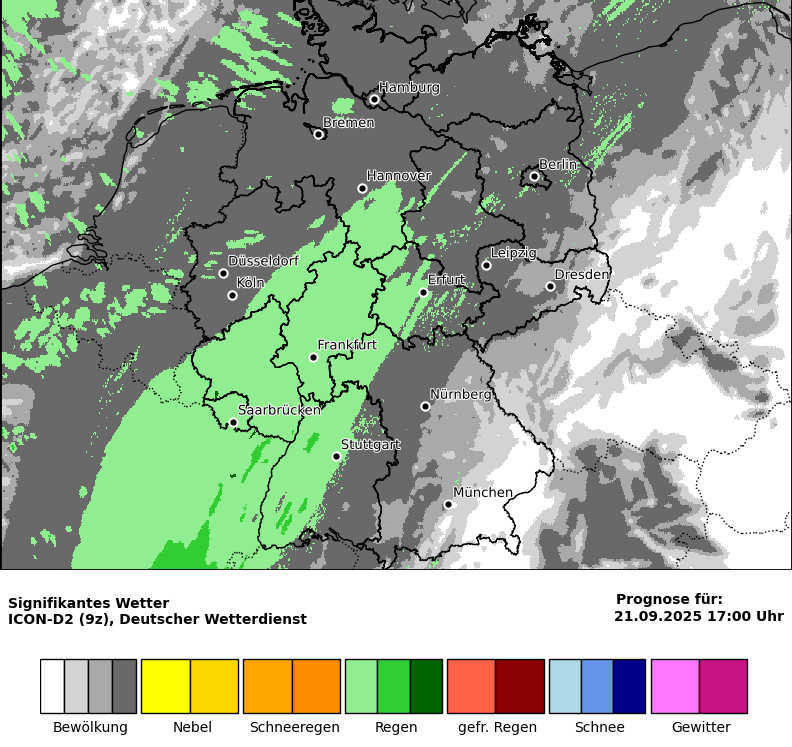 Hamburg
Bremen
Berlin
Hannover
Leipzig
Düsseldorf
Dresden
Köln
Erfurt
Frankfurt
Nürnberg
Saarbrücken
Stuttgart
München
Signifikantes Wetter
ICON-D2 (9z), Deutscher Wetterdienst
Prognose für:
21.09.2025 17:00 Uhr
Bewölkung Nebel Schneeregen Regen gefr. Regen Schnee Gewitter